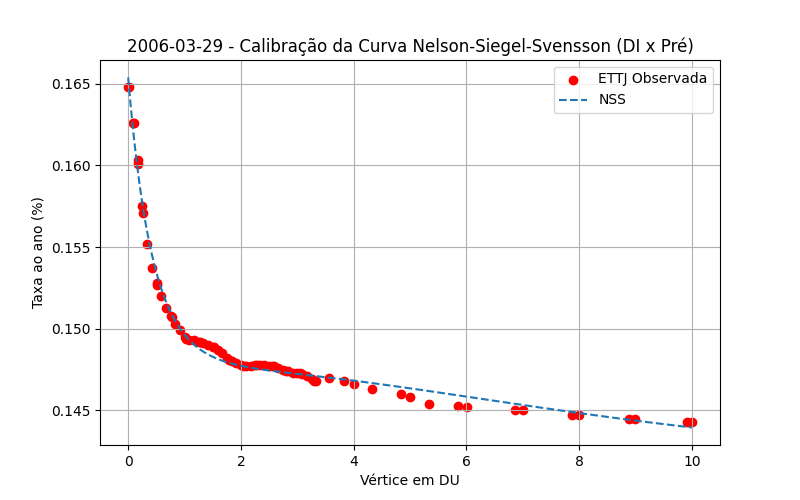 2006-03-29 - Calibração da Curva Nelson-Siegel-Svensson (DI x Pré)
ETTJ Observada
NSS
Taxa ao ano (%)
0.165
0.160
0.155
0.150
0.145
0 2 4 6 8 10
Vértice em DU